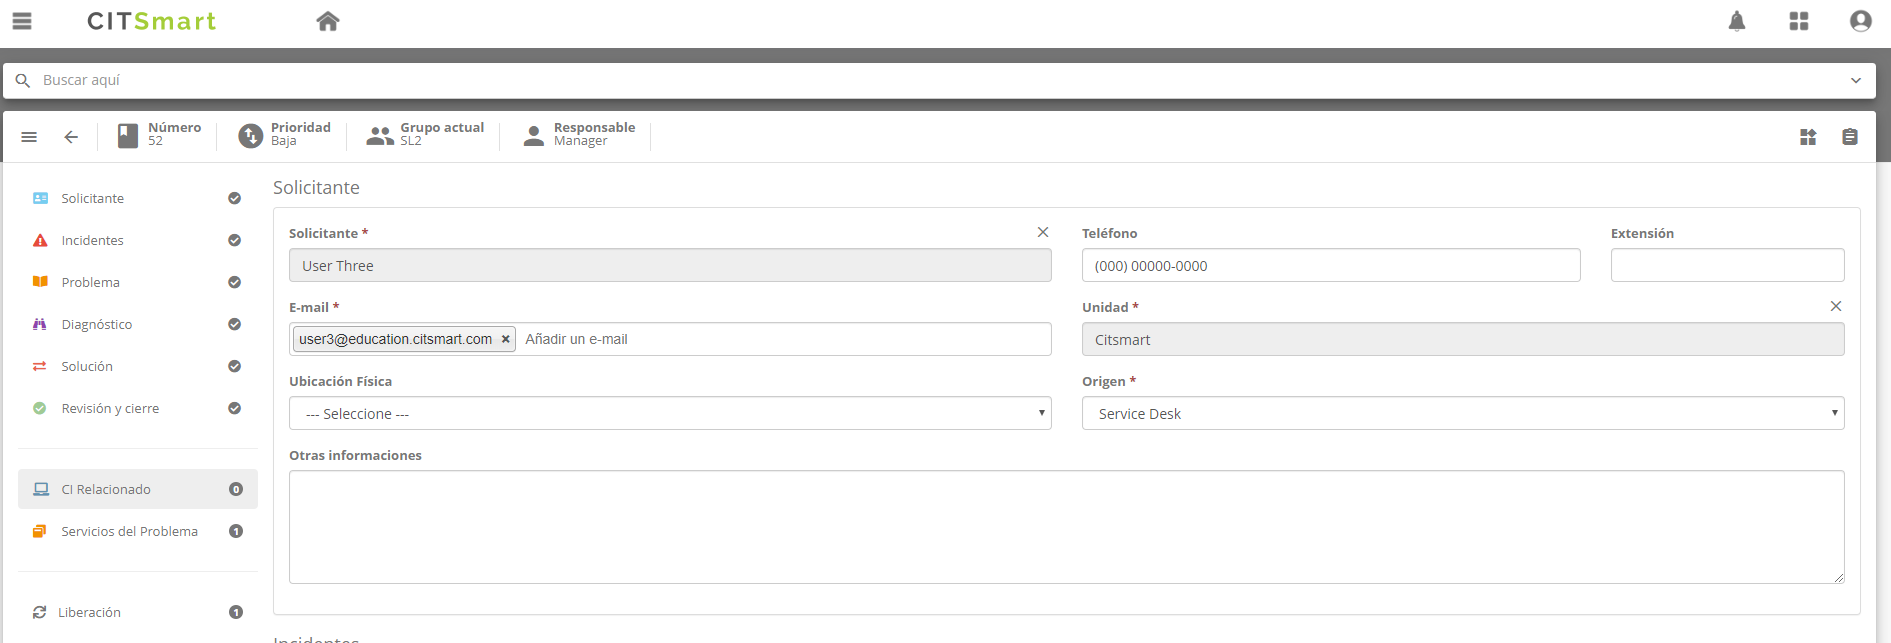 CITSmart
Buscar aquí
Número
52
Prioridad
Baja
Grupo actual
SL2
Responsable
Manager
Solicitante
Incidentes
Problema
Diagnóstico
Solución
Revisión y cierre
CI Relacionado 0
Servicios del Problema 1
Liberación 1
Solicitante
Solicitante *
User Three
Teléfono
(000) 00000-0000
Extensión
E-mail *
user3@education.citsmart.com × Añadir un e-mail
Unidad *
Citsmart
Ubicación Física
--- Seleccione ---
Origen *
Service Desk
Otras informaciones
Incidentes